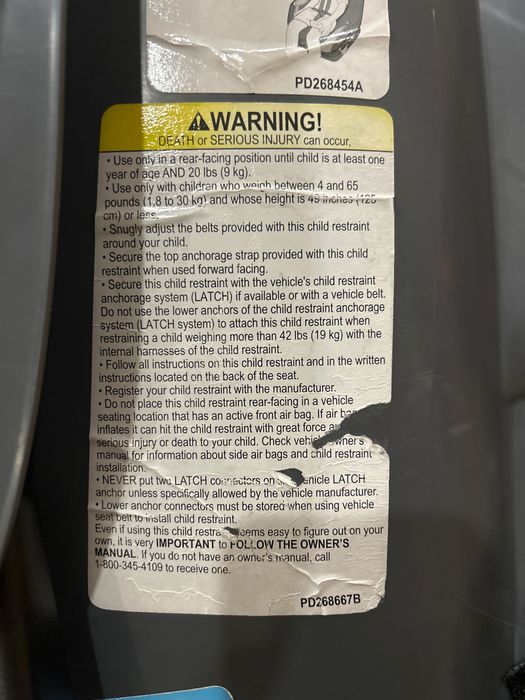 PD268454A
WARNING!
DEATH or SERIOUS INJURY can occur,
• Use only in a rear-facing position until child is at least one
year of age AND 20 lbs (9 kg).
• Use only with children who weigh between 4 and 65
pounds (1.8 to 30 kg) and whose height is 49 inches (125
cm) or less.
• Snugly adjust the belts provided with this child restraint
around your child.
• Secure the top anchorage strap provided with this child
restraint when used forward facing.
• Secure this child restraint with the vehicle's child restraint
anchorage system (LATCH) if available or with a vehicle belt.
Do not use the lower anchors of the child restraint anchorage
system (LATCH system) to attach this child restraint when
restraining a child weighing more than 42 lbs (19 kg) with the
internal harnesses of the child restraint.
• Follow all instructions on this child restraint and in the written
instructions located on the back of the seat.
• Register your child restraint with the manufacturer.
• Do not place this child restraint rear-facing in a vehicle
seating location that has an active front air bag. If air
inflates it can hit the child restraint with great force
serious injury or death to your child. Check
manual for information about side air bags and child restraint
installation.
• NEVER put two LATCH connectors on LATCH
anchor unless specifically allowed by the vehicle manufacturer.
• Lower anchor connectors must be stored when using vehicle
seat belt to install child restraint.
Even if using this child easy to figure out on your
own, it is very IMPORTANT to FOLLOW THE OWNER'S
MANUAL. If you do not have an owner's manual, call
1-800-345-4109 to receive one.
PD268667B